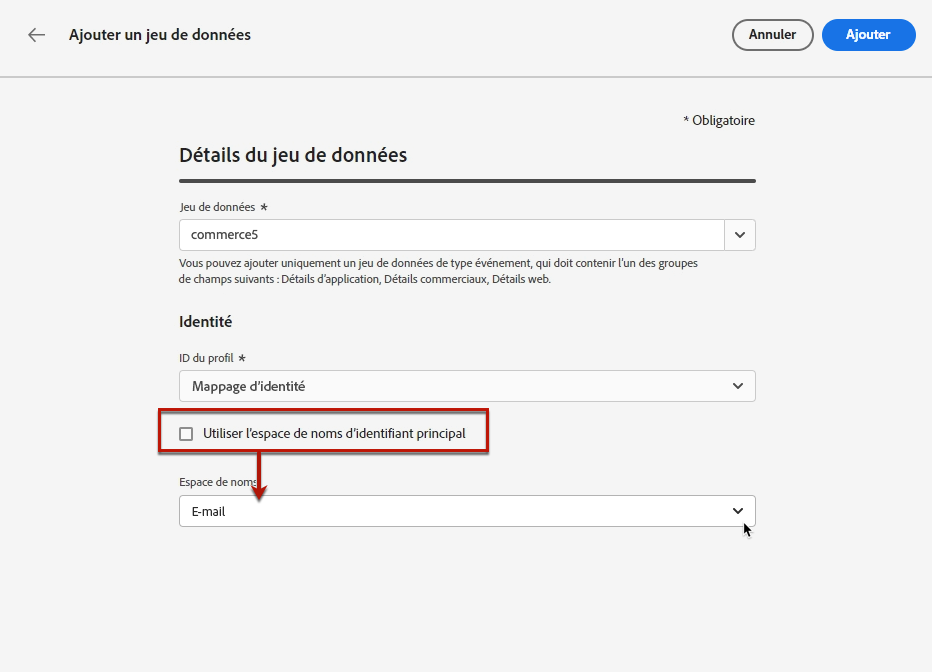 Ajouter un jeu de données
Annuler
Ajouter
* Obligatoire
Détails du jeu de données
Jeu de données *
commerce5
Vous pouvez ajouter uniquement un jeu de données de type événement, qui doit contenir l’un des groupes
de champs suivants : Détails d’application, Détails commerciaux, Détails web.
Identité
ID du profil *
Mappage d’identité
Utiliser l’espace de noms d’identifiant principal
Espace de noms
E-mail